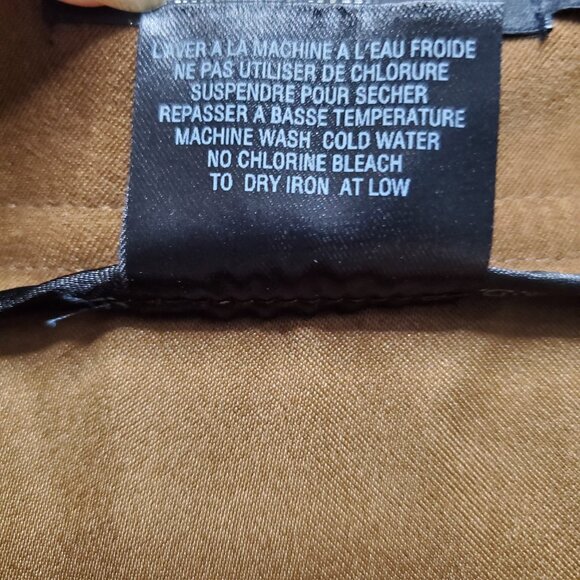 LAVER A LA MACHINE A L'EAU FROIDE
NE PAS UTILISER DE CHLORURE
SUSPENDRE POUR SECHER
REPASSER A BASSE TEMPERATURE
MACHINE WASH COLD WATER
NO CHLORINE BLEACH
TO DRY IRON AT LOW